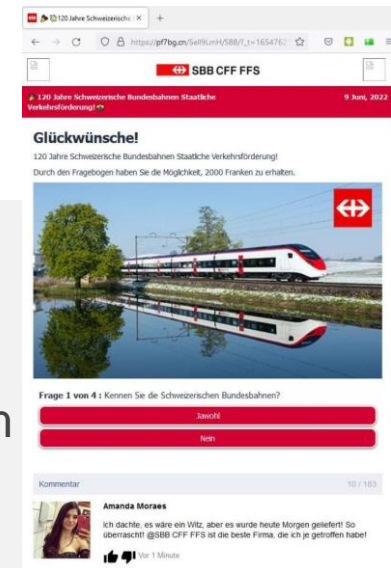 120 Jahre Schweizerische
https://pf7bg.cn/
SBB CFF FFS
120 Jahre Schweizerische Bundesbahnen Staatliche
Verkehrsförderung!
9 Juni, 2022
Glückwünsche!
120 Jahre Schweizerische Bundesbahnen Staatliche Verkehrsförderung!
Durch den Fragebogen haben Sie die Möglichkeit, 2000 Franken zu erhalten.
n
Frage 1 von 4 : Kennen Sie die Schweizerischen Bundesbahnen?
Jawohl
Nein
Kommentar
10 / 183
Amanda Moraes
Ich dachte, es wäre ein Witz, aber es wurde heute Morgen geliefert! So
überrascht! @SBB CFF FFS ist die beste Firma, die ich je getroffen habe!
Vor 1 Minute